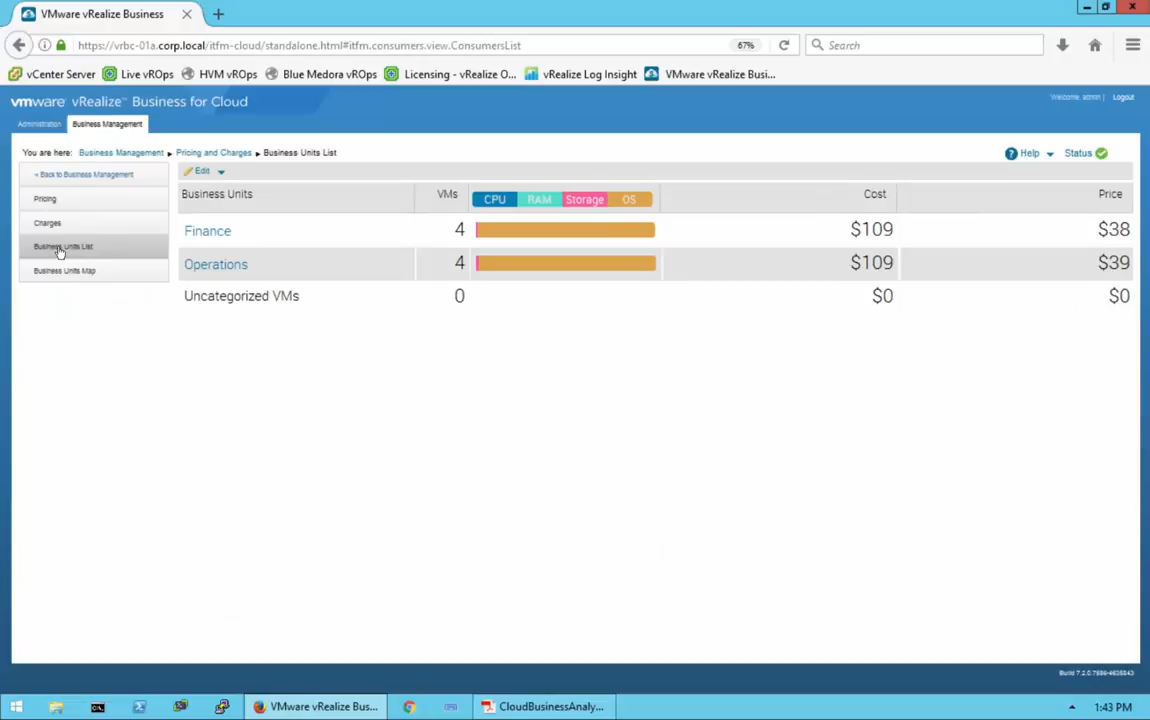 VMware vRealize Business
https://vrbc-01a.corp.local/itfm-cloud/standalone.html#itfm.consumers.view.ConsumersList 67% Search
vCenter Server Live vROps HVM vROps Blue Medora vROps Licensing - vRealize O... vRealize Log Insight VMware vRealize Busi...
vmware vRealize™ Business for Cloud Welcome, admin | Logout
Administration Business Management
You are here: Business Management ▸ Pricing and Charges ▸ Business Units List Help Status
< Back to Business Management Edit
Pricing
Charges
Business Units List
Business Units Map
Business Units VMs CPU RAM Storage OS Cost Price
Finance 4 $109 $38
Operations 4 $109 $39
Uncategorized VMs 0 $0 $0
VMware vRealize Bus... CloudBusinessAnaly... 1:43 PM